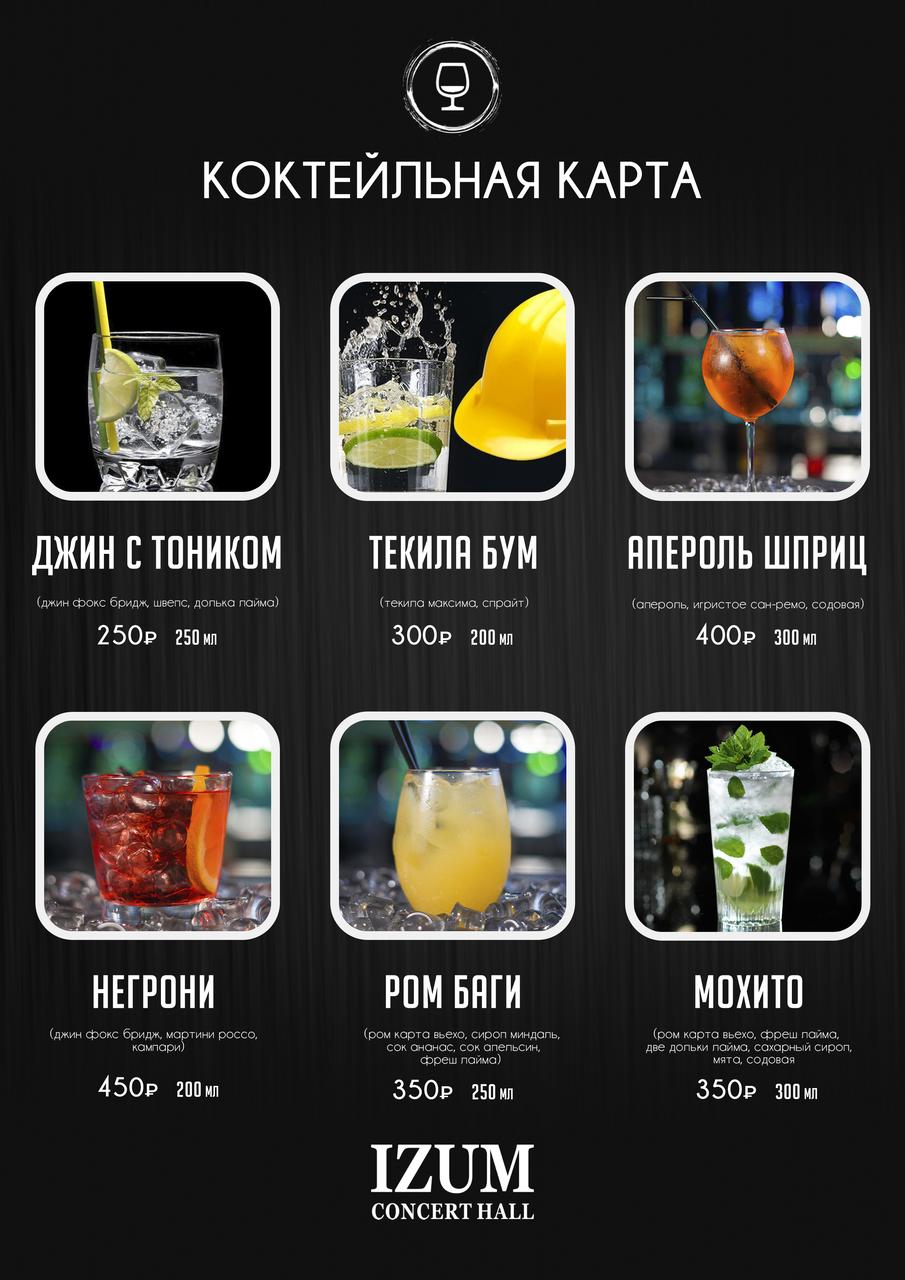 КОКТЕЙЛЬНАЯ КАРТА
ДЖИН С ТОНИКОМ
(джин фокс бридж, швепс, долька лайма)
250₽ 250 мл
ТЕКИЛА БУМ
(текила максима, спрайт)
300₽ 200 мл
АПЕРОЛЬ ШПРИЦ
(апероль, игристое сан-ремо, содовая)
400₽ 300 мл
НЕГРОНИ
(джин фокс бридж, мартини россо,
кампари)
450₽ 200 мл
РОМ БАГИ
(ром карта вьехо, сироп миндаль,
сок ананас, сок апельсин,
фреш лайма)
350₽ 250 мл
МОХИТО
(ром карта вьехо, фреш лайма,
две дольки лайма, сахарный сироп,
мята, содовая
350₽ 300 мл
IZUM
CONCERT HALL